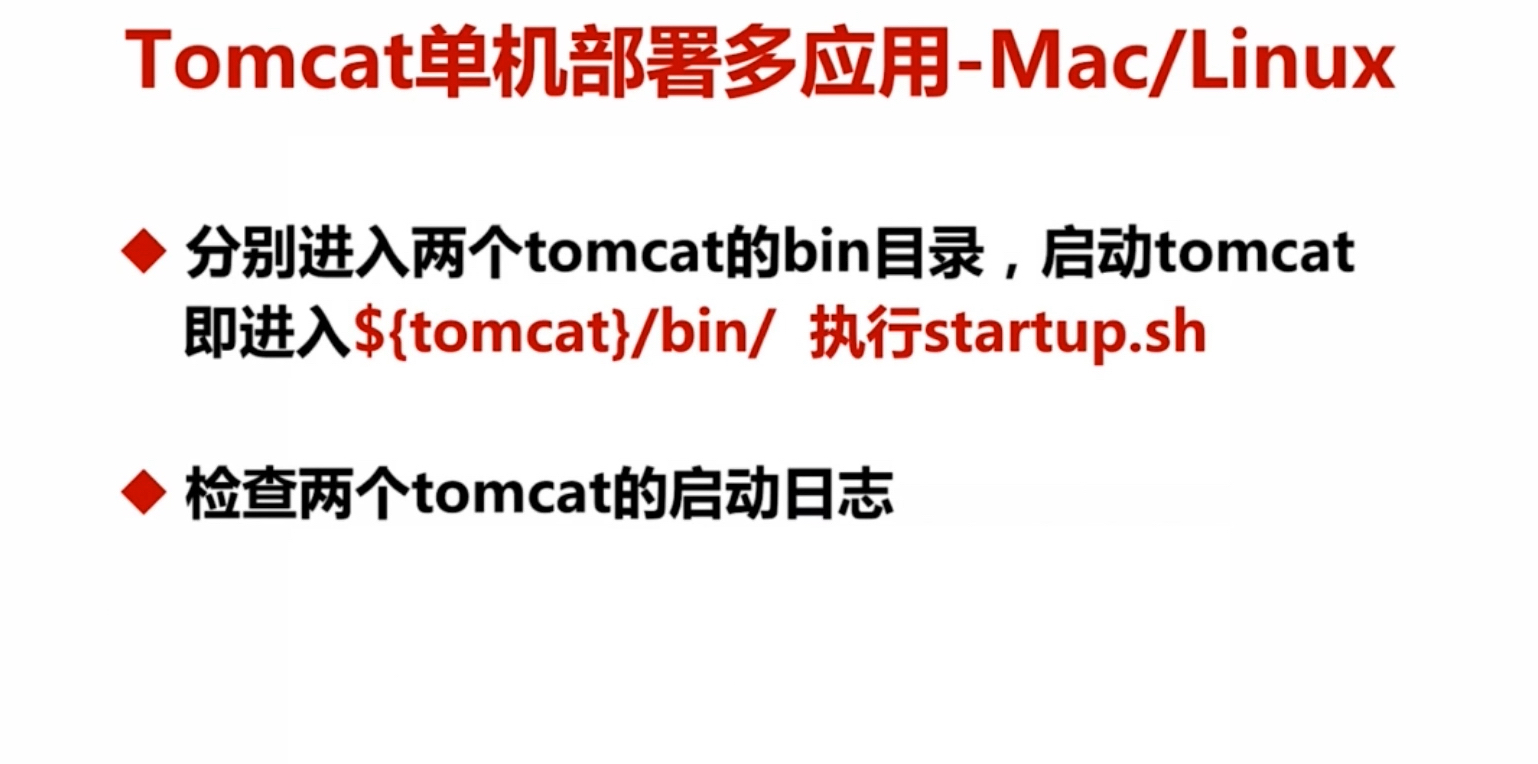 Tomcat单机部署多应用-Mac/Linux
分别进入两个tomcat的bin目录，启动tomcat
即进入${tomcat}/bin/ 执行startup.sh
检查两个tomcat的启动日志